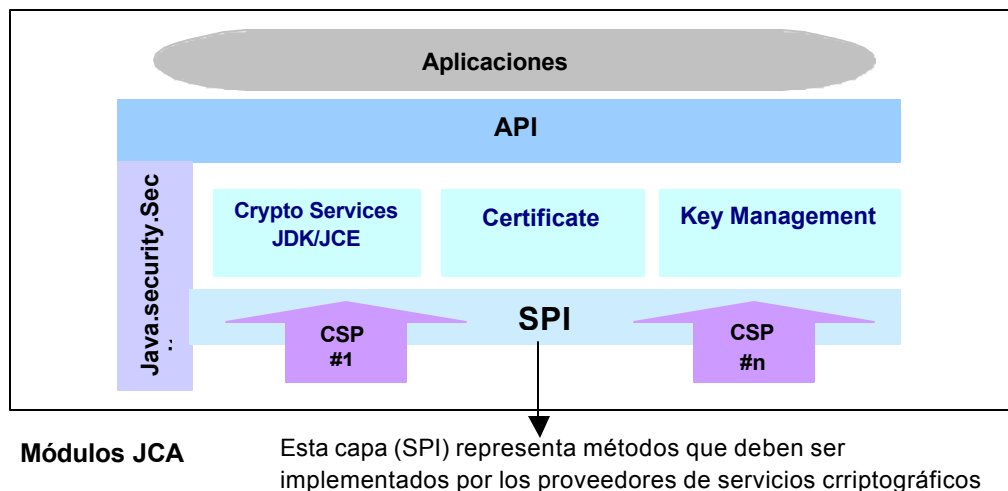 Aplicaciones
API
Java.security.Sec
Crypto Services
JDK/JCE
Certificate
Key Management
SPI
CSP
#1
CSP
#n
Módulos JCA
Esta capa (SPI) representa métodos que deben ser
implementados por los proveedores de servicios crriptográficos